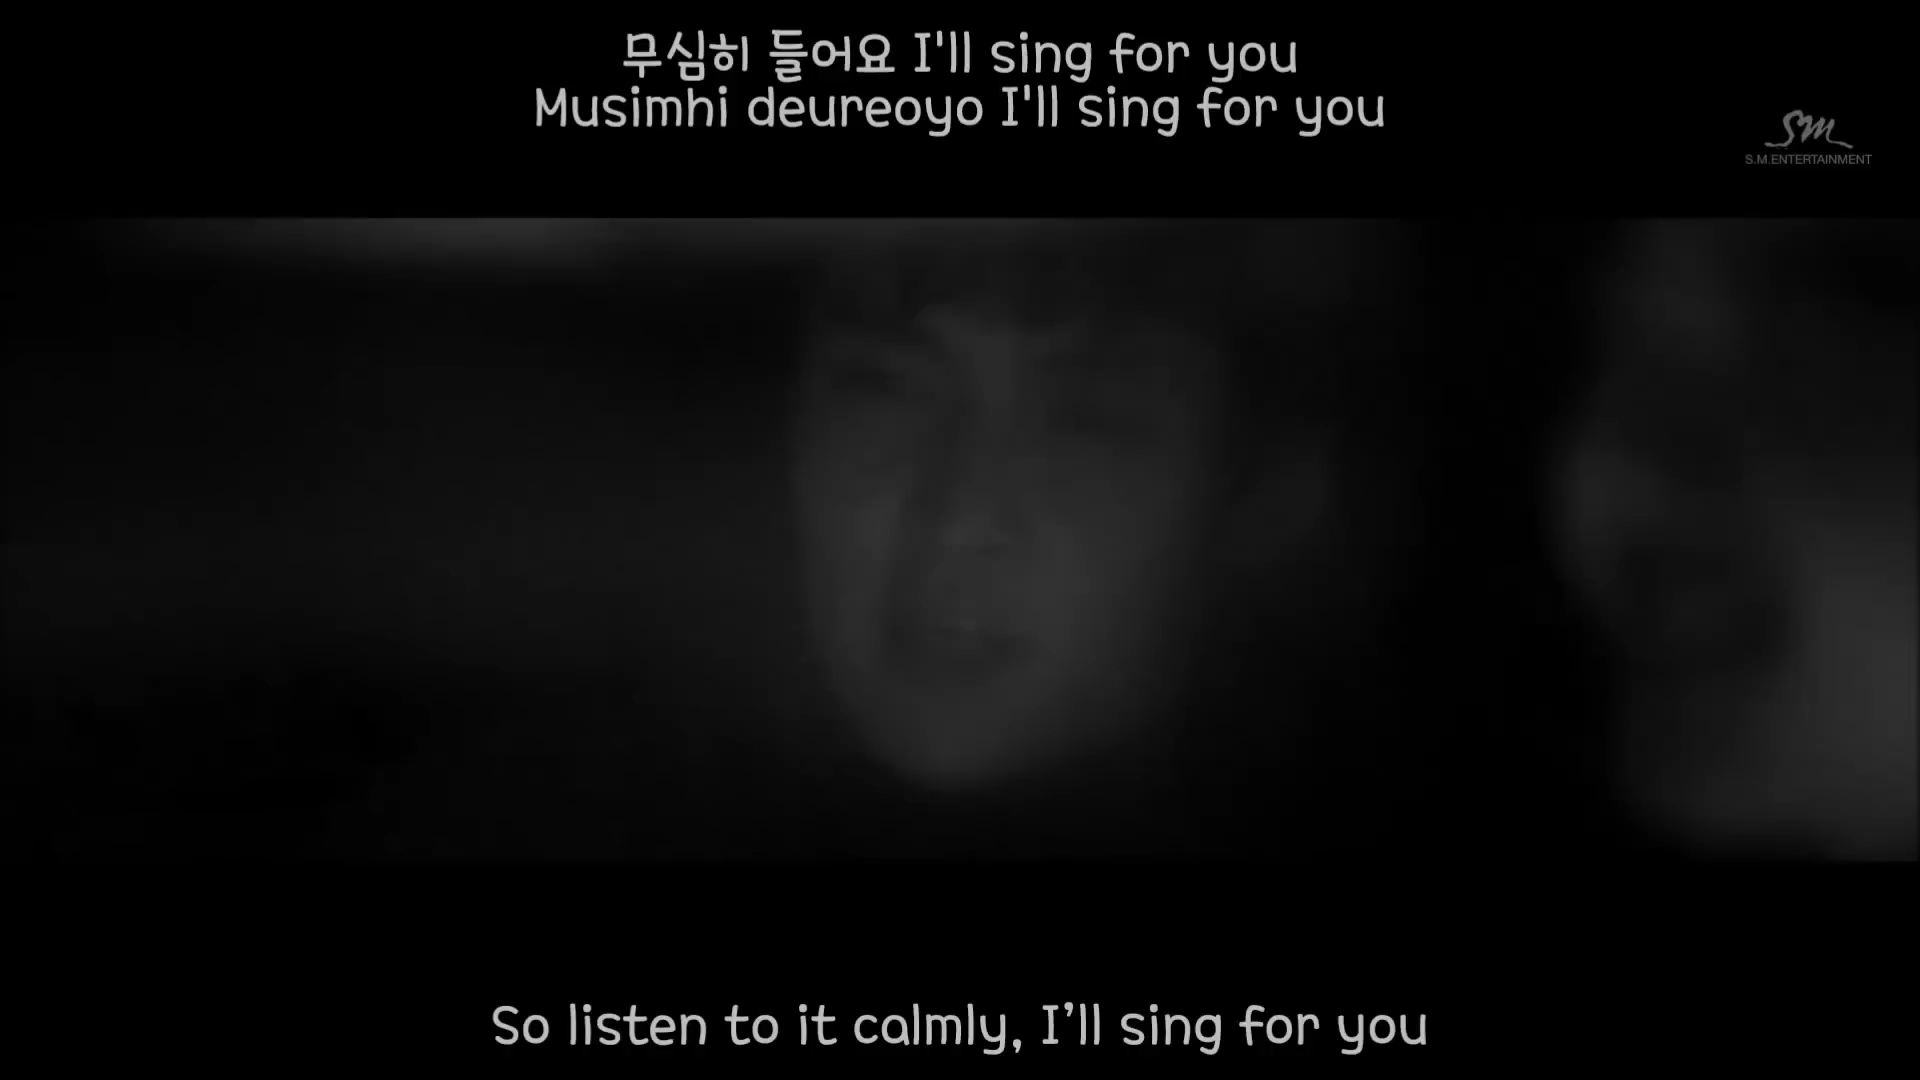 무심히 들어요 I'll sing for you
Musimhi deureoyo I'll sing for you
SM
S.M.ENTERTAINMENT
So listen to it calmly, I’ll sing for you